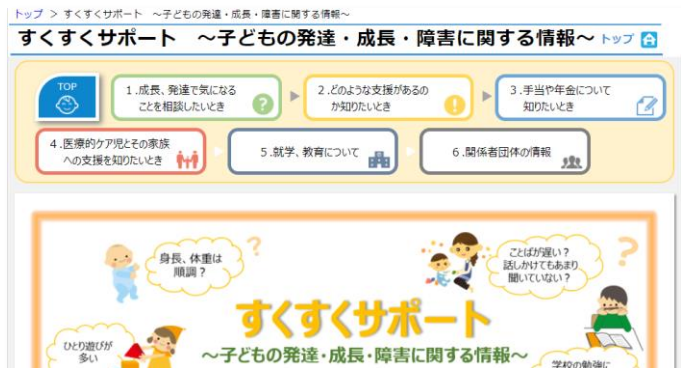 トップ > すくすくサポート ～子どもの発達・成長・障害に関する情報～
すくすくサポート ～子どもの発達・成長・障害に関する情報～ トップ
TOP
1.成長、発達で気になる
ことを相談したいとき
2.どのような支援があるの
か知りたいとき
3.手当や年金について
知りたいとき
4.医療的ケア児とその家族
への支援を知りたいとき
5.就学、教育について
6.関係者団体の情報
身長、体重は
順調？
ことばが遅い？
話しかけてもあまり
聞いていない？
すくすくサポート
～子どもの発達・成長・障害に関する情報～
ひとり遊びが
多い
学校の勉強に